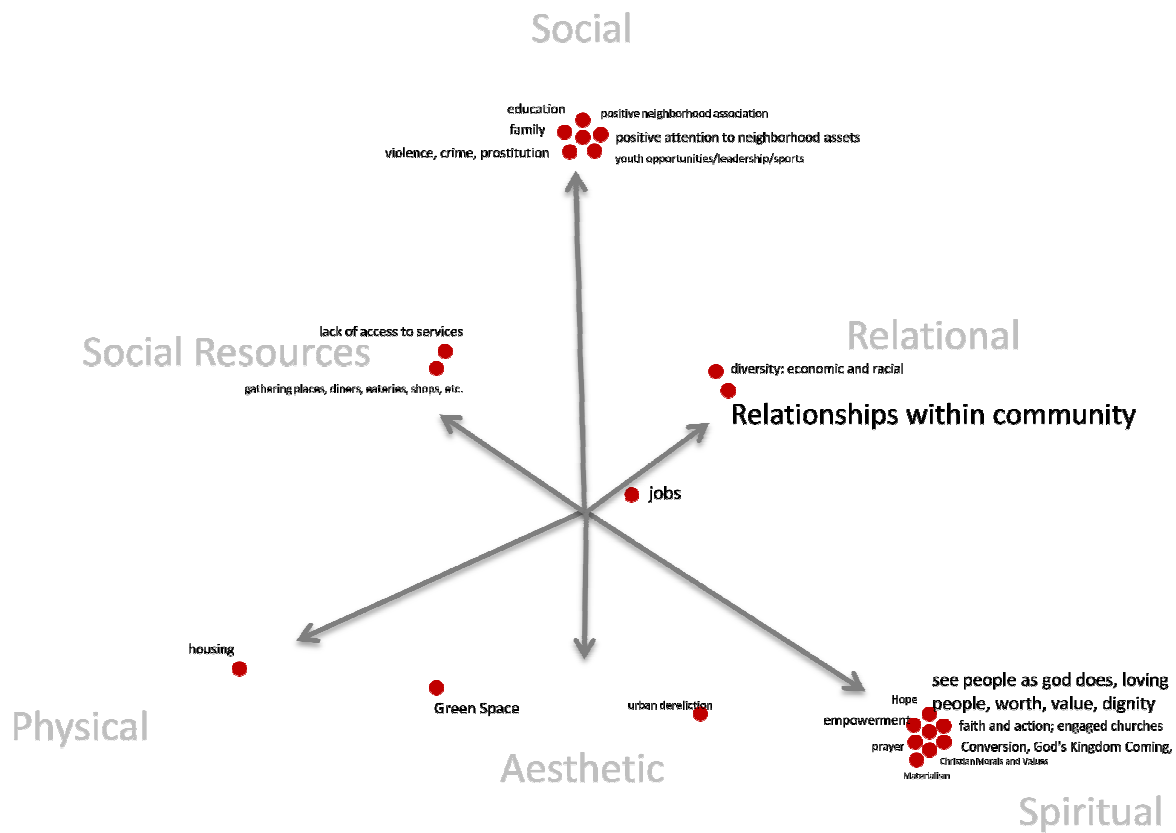 Social
education
positive neighborhood association
family
positive attention to neighborhood assets
violence, crime, prostitution
youth opportunities/leadership/sports
lack of access to services
Social Resources
gathering places, diners, eateries, shops, etc.
Relational
diversity: economic and racial
Relationships within community
jobs
housing
Physical
Green Space
urban dereliction
Aesthetic
see people as god does, loving
people, worth, value, dignity
Hope
empowerment
faith and action; engaged churches
prayer
Conversion, God's Kingdom Coming,
Christian Morals and Values
Materialism
Spiritual